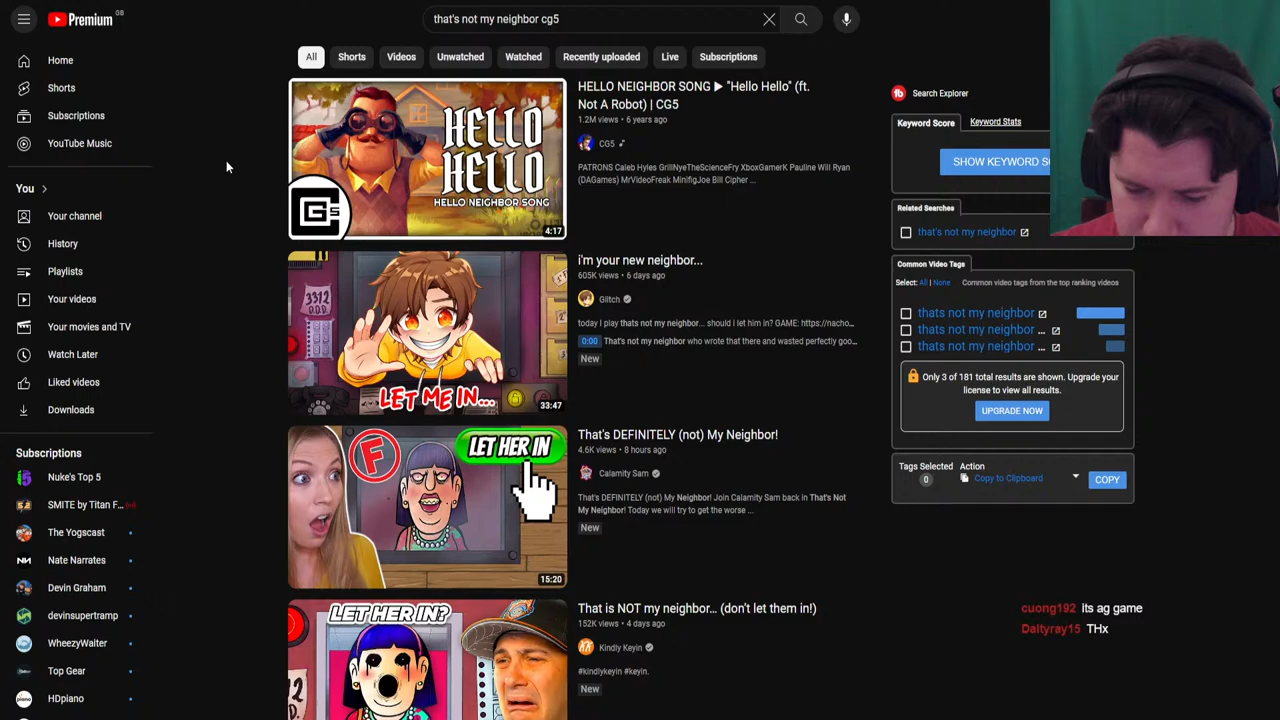 Premium GB
that's not my neighbor cg5
Home
Shorts
Subscriptions
YouTube Music
You
Your channel
History
Playlists
Your videos
Your movies and TV
Watch Later
Liked videos
Downloads
Subscriptions
Nuke's Top 5
SMITE by Titan F...
The Yogscast
Nate Narrates
Devin Graham
devinsupertramp
WheezyWaiter
Top Gear
HDpiano
All
Shorts
Videos
Unwatched
Watched
Recently uploaded
Live
Subscriptions
HELLO
HELLO
HELLO NEIGHBOR SONG
4:17
HELLO NEIGHBOR SONG ▶ "Hello Hello" (ft.
Not A Robot) | CG5
1.2M views • 6 years ago
CG5
PATRONS Caleb Hyles GrillNyeTheScienceFry XboxGamerK Pauline Will Ryan
(DAGames) MrVideoFreak MinifigJoe Bill Cipher ...
3312
D.D.D.
LET ME IN...
33:47
i'm your new neighbor...
605K views • 6 days ago
Glitch
today I play thats not my neighbor... should i let him in? GAME: https://nacho...
0:00 That's not my neighbor who wrote that there and wasted perfectly goo...
New
F
LET HER IN
15:20
That's DEFINITELY (not) My Neighbor!
4.6K views • 8 hours ago
Calamity Sam
That's DEFINITELY (not) My Neighbor! Join Calamity Sam back in That's Not
My Neighbor! Today we will try to get the worse ...
New
LET HER IN?
That is NOT my neighbor... (don't let them in!)
152K views • 4 days ago
Kindly Keyin
#kindlykeyin #keyin.
New
tb Search Explorer
Keyword Score
Keyword Stats
SHOW KEYWORD SC
Related Searches
that's not my neighbor
Common Video Tags
Select: All | None
Common video tags from the top ranking videos
thats not my neighbor
thats not my neighbor ...
thats not my neighbor ...
Only 3 of 181 total results are shown. Upgrade your
license to view all results.
UPGRADE NOW
Tags Selected
0
Action
Copy to Clipboard
COPY
cuong192 its ag game
Daltyray15 THx